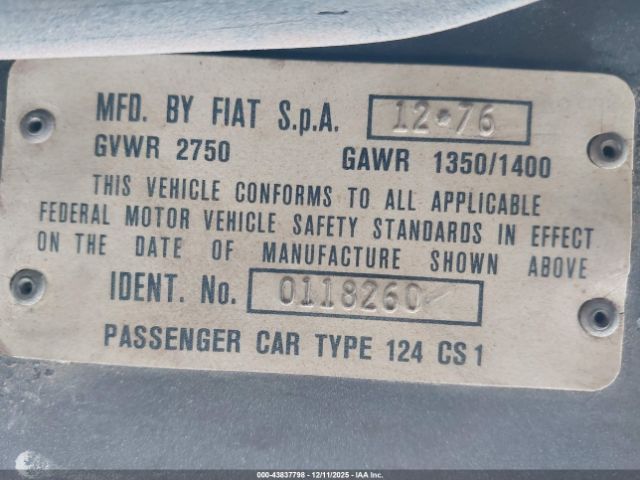 MFD. BY FIAT S.p.A. 12•76
GVWR 2750 GAWR 1350/1400
THIS VEHICLE CONFORMS TO ALL APPLICABLE
FEDERAL MOTOR VEHICLE SAFETY STANDARDS IN EFFECT
ON THE DATE OF MANUFACTURE SHOWN ABOVE
IDENT. No. 0118260
PASSENGER CAR TYPE 124 CS1
000-43837798 - 12/11/2025 - IAA Inc.